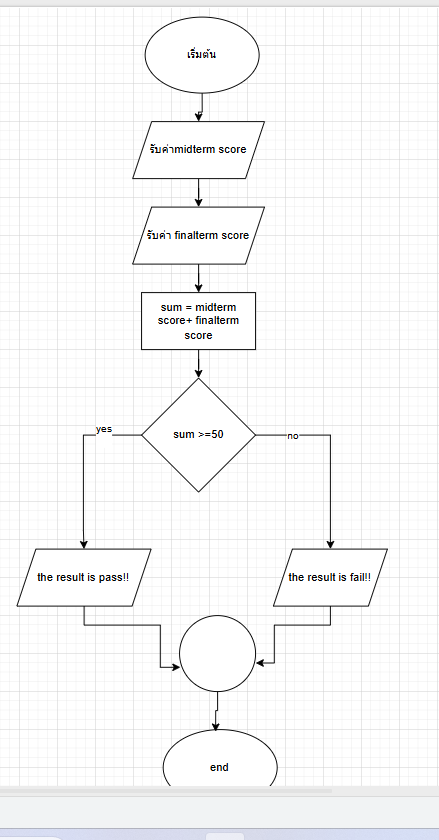 เริ่มต้น
รับค่าmidterm score
รับค่า finalterm score
sum = midterm
score+ finalterm
score
sum >=50
yes
no
the result is pass!!
the result is fail!!
end